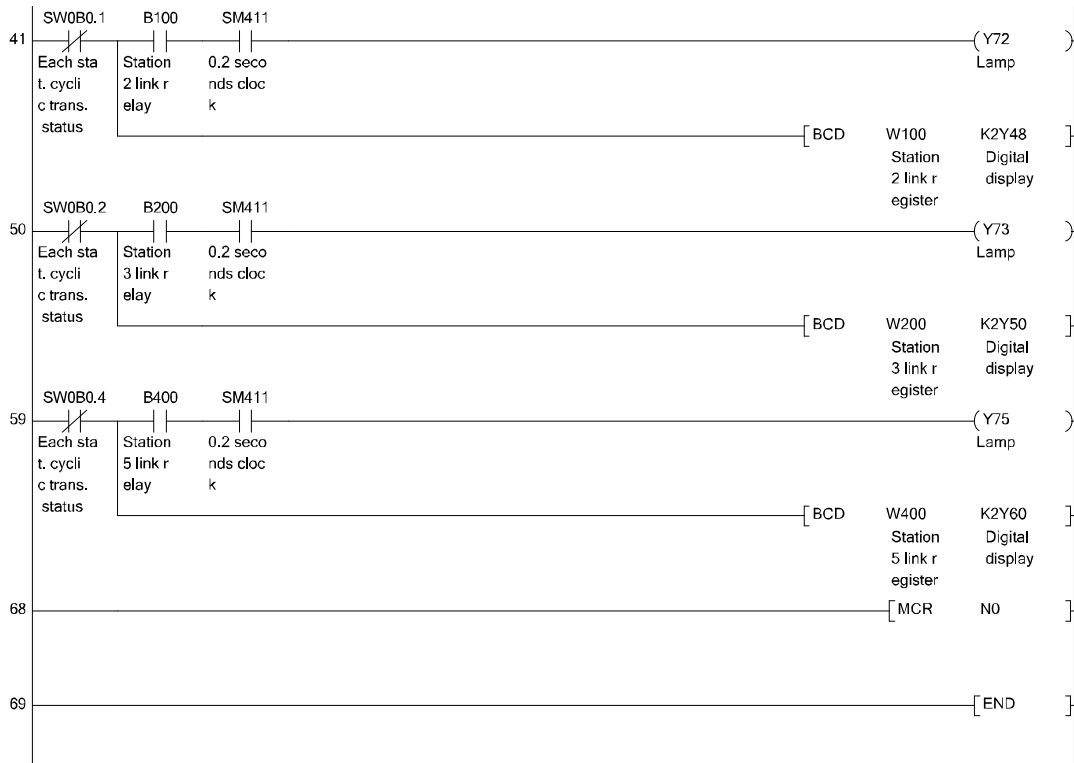 SW0B0.1 B100 SM411
41 ( Y72 )
Each sta Station 0.2 seco Lamp
t. cycli 2 link r nds cloc
c trans. elay k
status
[ BCD W100 K2Y48 ]
Station Digital
2 link r display
egister
SW0B0.2 B200 SM411
50 ( Y73 )
Each sta Station 0.2 seco Lamp
t. cycli 3 link r nds cloc
c trans. elay k
status
[ BCD W200 K2Y50 ]
Station Digital
3 link r display
egister
SW0B0.4 B400 SM411
59 ( Y75 )
Each sta Station 0.2 seco Lamp
t. cycli 5 link r nds cloc
c trans. elay k
status
[ BCD W400 K2Y60 ]
Station Digital
5 link r display
egister
68 [ MCR N0 ]
69 [ END ]